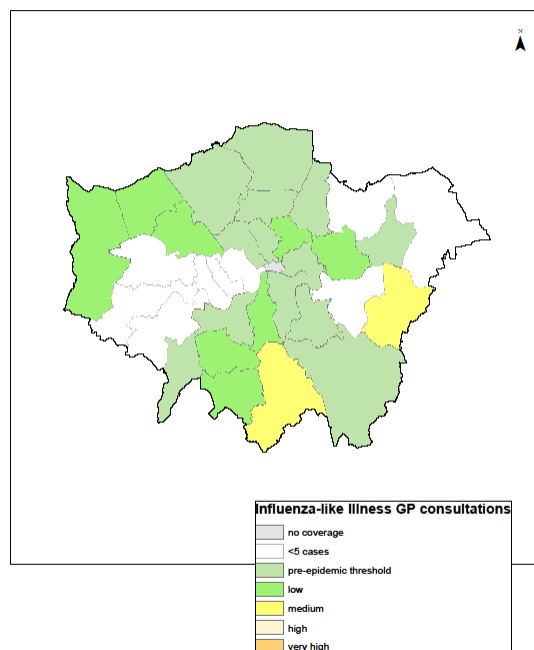 N
Influenza-like Illness GP consultations
no coverage
<5 cases
pre-epidemic threshold
low
medium
high
very high